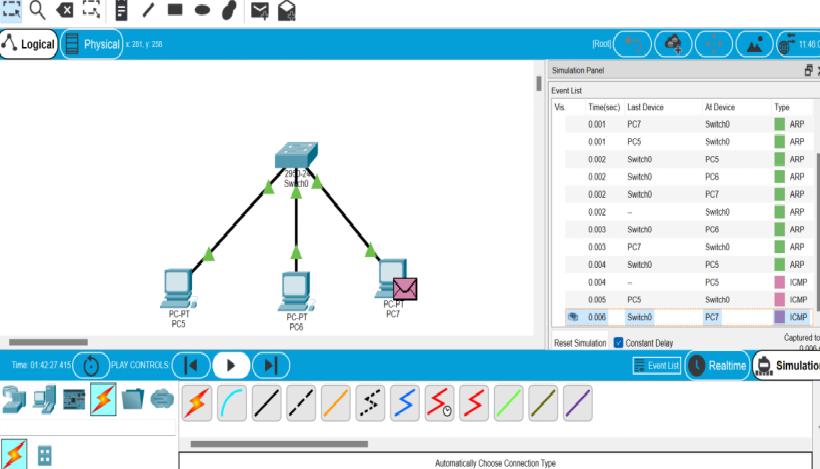 Logical
Physical
x: 281, y: 258
[Root]
11:46:0
Simulation Panel
Event List
Vis. Time(sec) Last Device At Device Type
0.001 PC7 Switch0 ARP
0.001 PC5 Switch0 ARP
0.002 Switch0 PC5 ARP
0.002 Switch0 PC6 ARP
0.002 Switch0 PC7 ARP
0.002 -- Switch0 ARP
0.003 Switch0 PC6 ARP
0.003 PC7 Switch0 ARP
0.004 Switch0 PC5 ARP
0.004 -- PC5 ICMP
0.005 PC5 Switch0 ICMP
0.006 Switch0 PC7 ICMP
2950-24
Switch0
PC-PT
PC5
PC-PT
PC6
PC-PT
PC7
Reset Simulation Constant Delay
Captured to
0.006
Time: 01:42:27.415
PLAY CONTROLS:
Event List
Realtime
Simulatio
Automatically Choose Connection Type